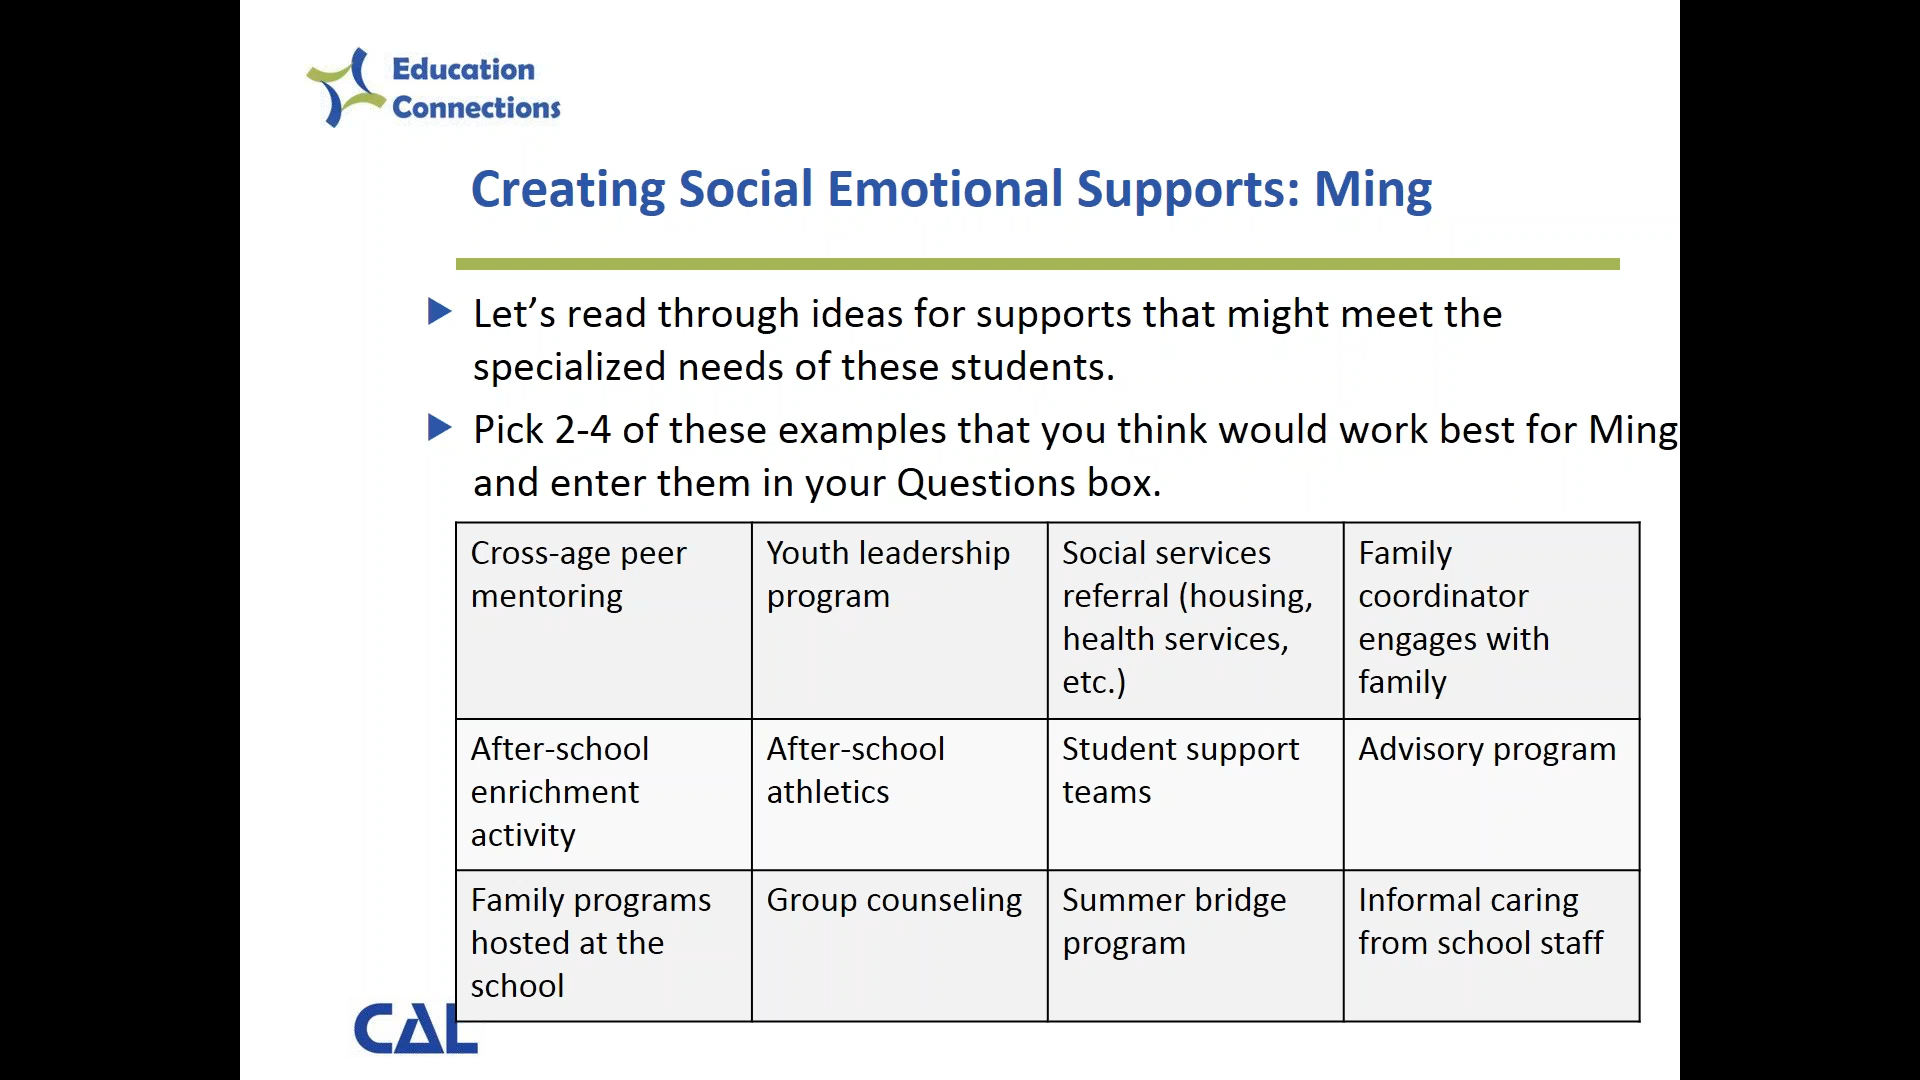 Education
Connections
Creating Social Emotional Supports: Ming
Let’s read through ideas for supports that might meet the
specialized needs of these students.
Pick 2-4 of these examples that you think would work best for Ming
and enter them in your Questions box.
Cross-age peer
mentoring
Youth leadership
program
Social services
referral (housing,
health services,
etc.)
Family
coordinator
engages with
family
After-school
enrichment
activity
After-school
athletics
Student support
teams
Advisory program
Family programs
hosted at the
school
Group counseling
Summer bridge
program
Informal caring
from school staff
CAL